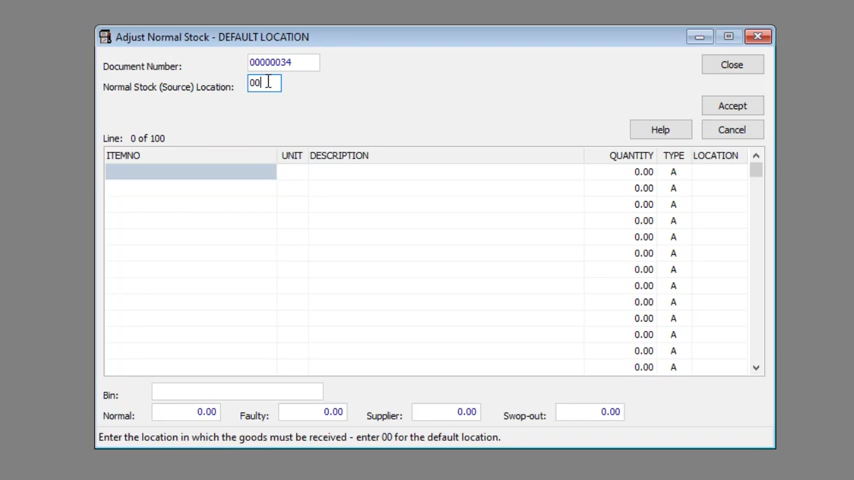 Adjust Normal Stock - DEFAULT LOCATION
Document Number: 00000034
Close
Normal Stock (Source) Location: 00
Accept
Help
Cancel
Line: 0 of 100
ITEMNO UNIT DESCRIPTION QUANTITY TYPE LOCATION
0.00 A
0.00 A
0.00 A
0.00 A
0.00 A
0.00 A
0.00 A
0.00 A
0.00 A
0.00 A
0.00 A
0.00 A
0.00 A
Bin:
Normal: 0.00 Faulty: 0.00 Supplier: 0.00 Swop-out: 0.00
Enter the location in which the goods must be received - enter 00 for the default location.